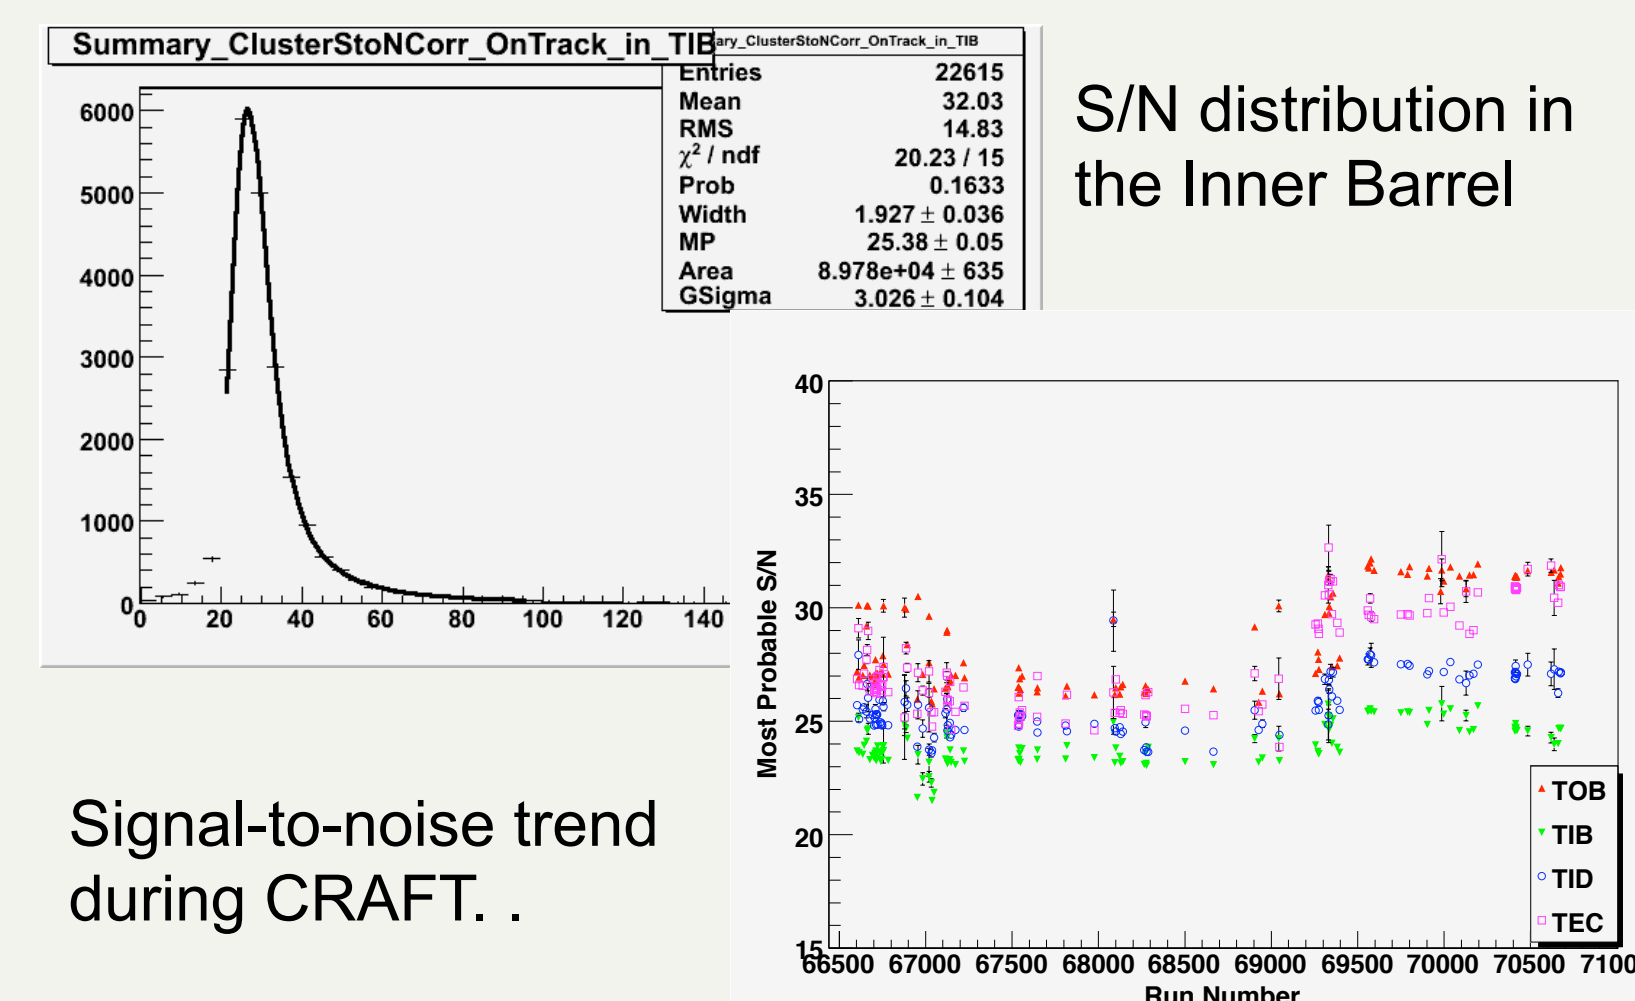 Summary_ClusterStoNCorr_OnTrack_in_TIB
ary_ClusterStoNCorr_OnTrack_in_TIB
Entries 22615
Mean 32.03
RMS 14.83
χ² / ndf 20.23 / 15
Prob 0.1633
Width 1.927 ± 0.036
MP 25.38 ± 0.05
Area 8.978e+04 ± 635
GSigma 3.026 ± 0.104
6000
5000
4000
3000
2000
1000
0
0 20 40 60 80 100 120 140
S/N distribution in
the Inner Barrel
Signal-to-noise trend
during CRAFT. .
Most Probable S/N
40
35
30
25
20
15
66500 67000 67500 68000 68500 69000 69500 70000 70500 7100
Run Number
TOB
TIB
TID
TEC